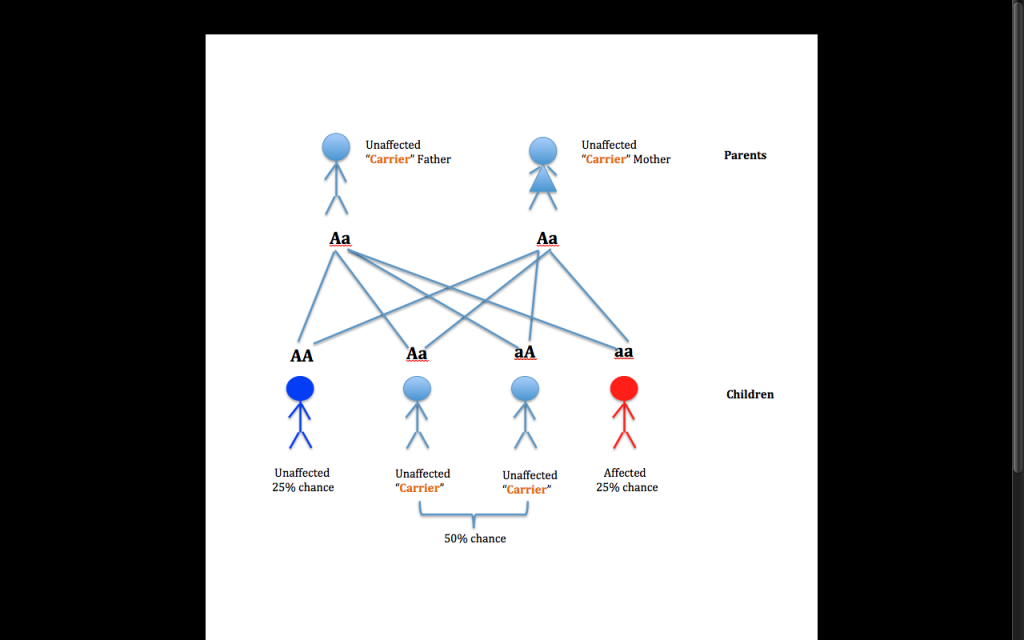 Unaffected
“Carrier” Father
Unaffected
“Carrier” Mother
Parents
Aa
Aa
AA
Aa
aA
aa
Children
Unaffected
25% chance
Unaffected
“Carrier”
Unaffected
“Carrier”
Affected
25% chance
50% chance